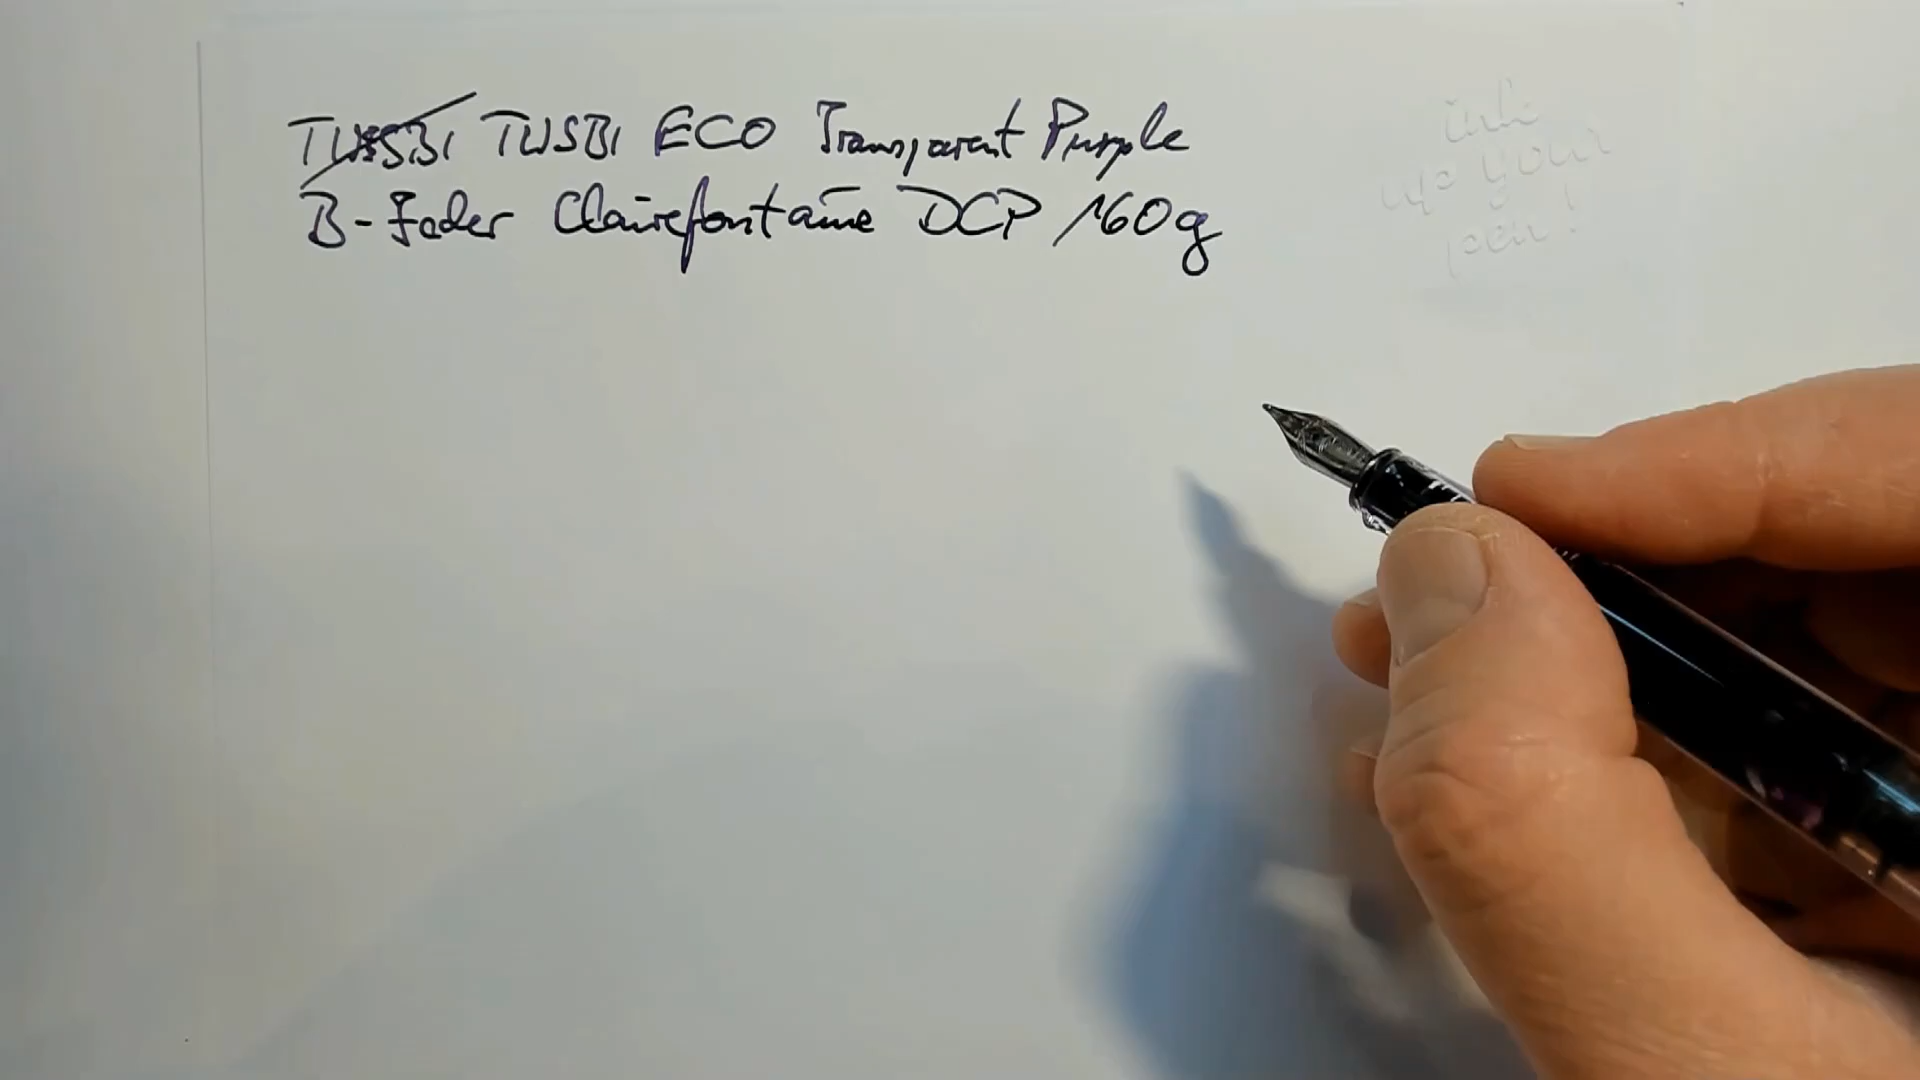 TWSBI TWSBI ECO Transparent Purple
B-Feder Clairefontaine DCP 160g
ink
up your
pen!